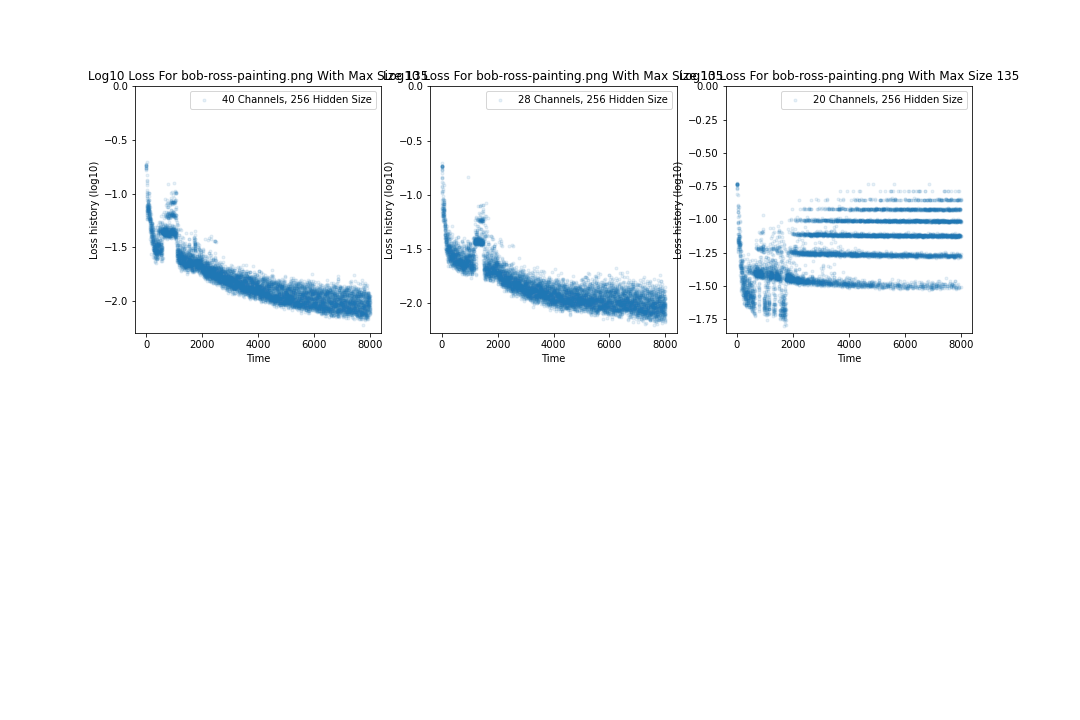 Log10 Loss For bob-ross-painting.png With Max Size 135
0.0
−0.5
−1.0
−1.5
−2.0
Loss history (log10)
40 Channels, 256 Hidden Size
0 2000 4000 6000 8000
Time
Log10 Loss For bob-ross-painting.png With Max Size 135
0.0
−0.5
−1.0
−1.5
−2.0
Loss history (log10)
28 Channels, 256 Hidden Size
0 2000 4000 6000 8000
Time
Log10 Loss For bob-ross-painting.png With Max Size 135
0.00
−0.25
−0.50
−0.75
−1.00
−1.25
−1.50
−1.75
Loss history (log10)
20 Channels, 256 Hidden Size
0 2000 4000 6000 8000
Time